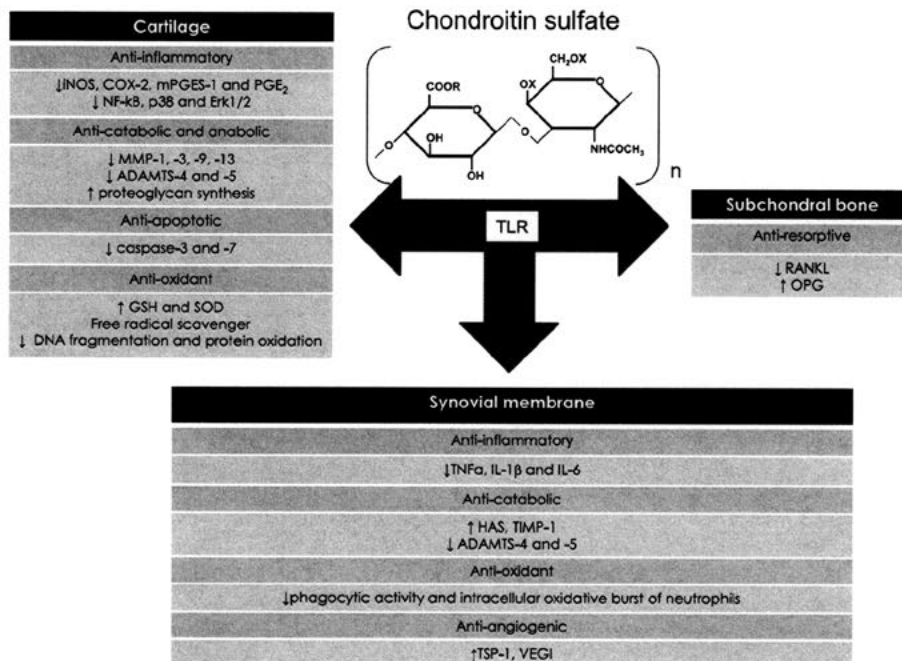 Chondroitin sulfate
COOR
O
OH
OH
O
O
CH₂OX
OX
O
NHCOCH₃
n
TLR
Cartilage
Anti-inflammatory
↓iNOS, COX-2, mPGES-1 and PGE₂
↓ NF-kB, p38 and Erk1/2
Anti-catabolic and anabolic
↓ MMP-1, -3, -9, -13
↓ ADAMTS-4 and -5
↑ proteoglycan synthesis
Anti-apoptotic
↓ caspase-3 and -7
Anti-oxidant
↑ GSH and SOD
Free radical scavenger
↓ DNA fragmentation and protein oxidation
Subchondral bone
Anti-resorptive
↓ RANKL
↑ OPG
Synovial membrane
Anti-inflammatory
↓TNFa, IL-1β and IL-6
Anti-catabolic
↑ HAS, TIMP-1
↓ ADAMTS-4 and -5
Anti-oxidant
↓phagocytic activity and intracellular oxidative burst of neutrophils
Anti-angiogenic
↑TSP-1, VEGI